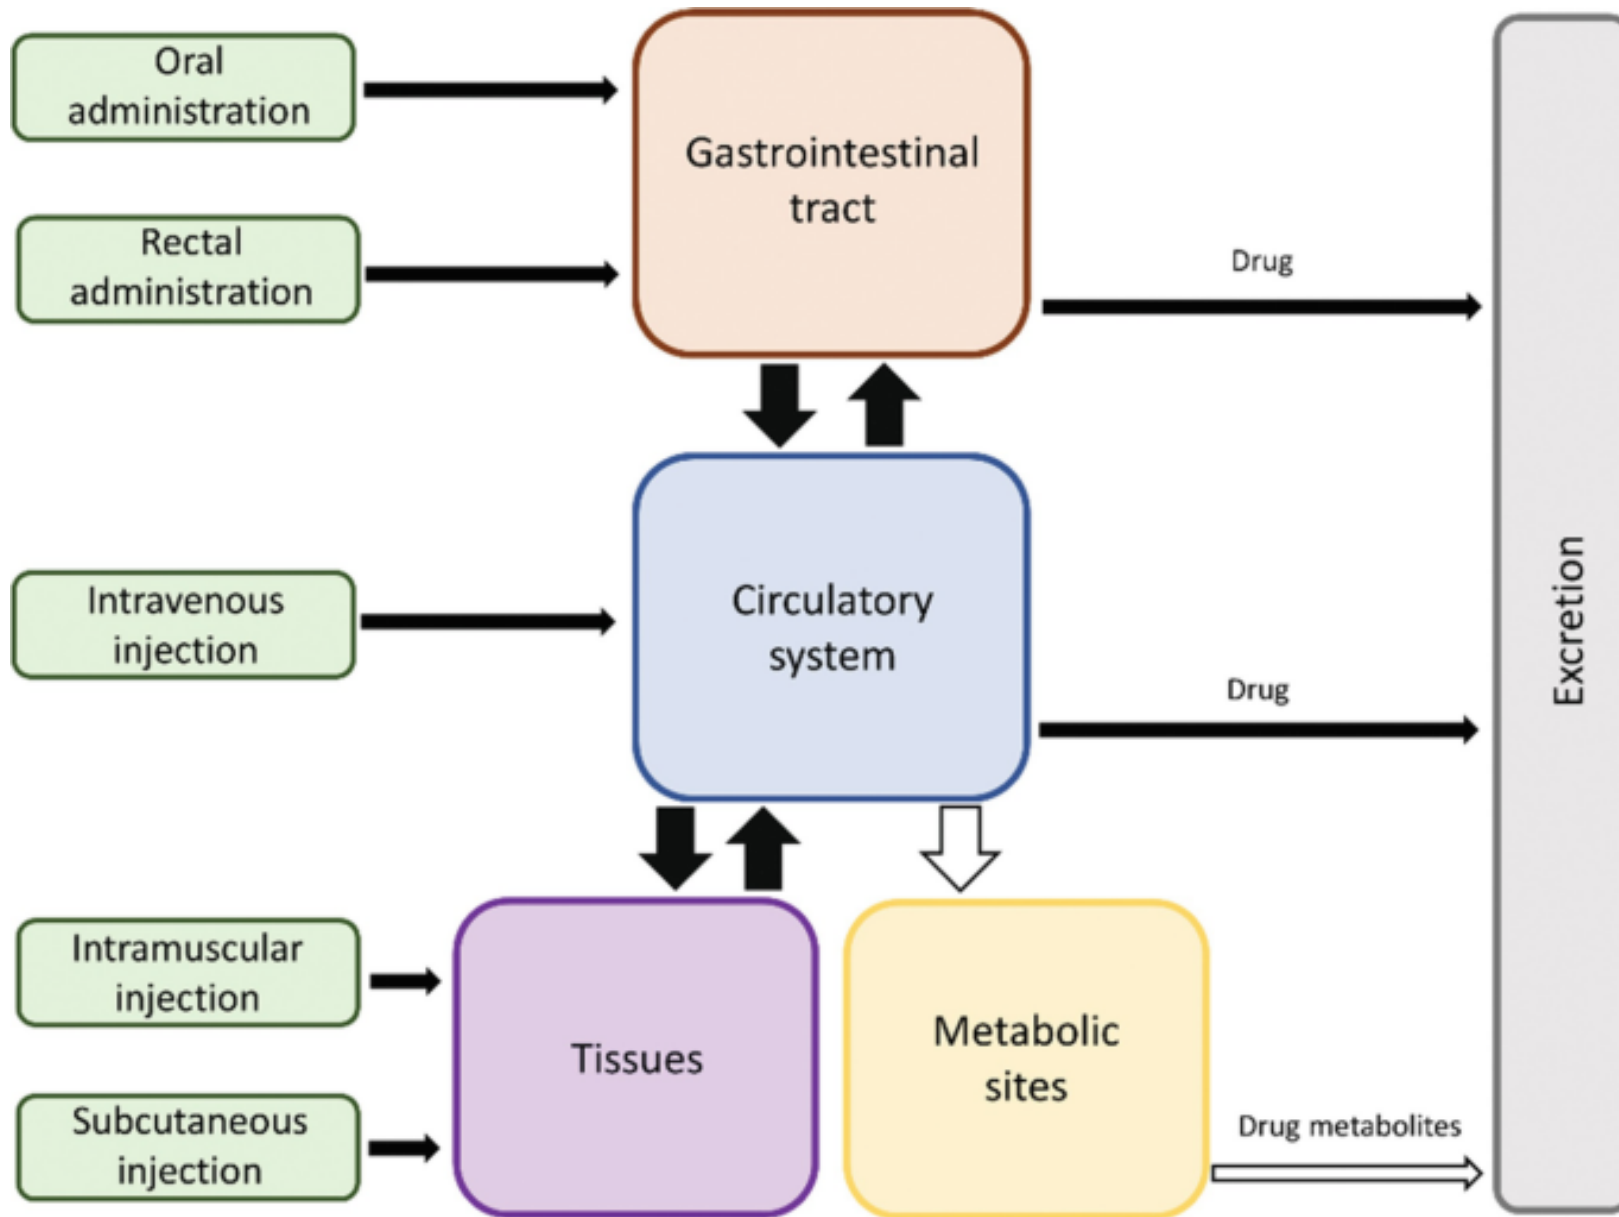 Oral
administration
Gastrointestinal
tract
Rectal
administration
Drug
Intravenous
injection
Circulatory
system
Drug
Excretion
Intramuscular
injection
Tissues
Metabolic
sites
Subcutaneous
injection
Drug metabolites